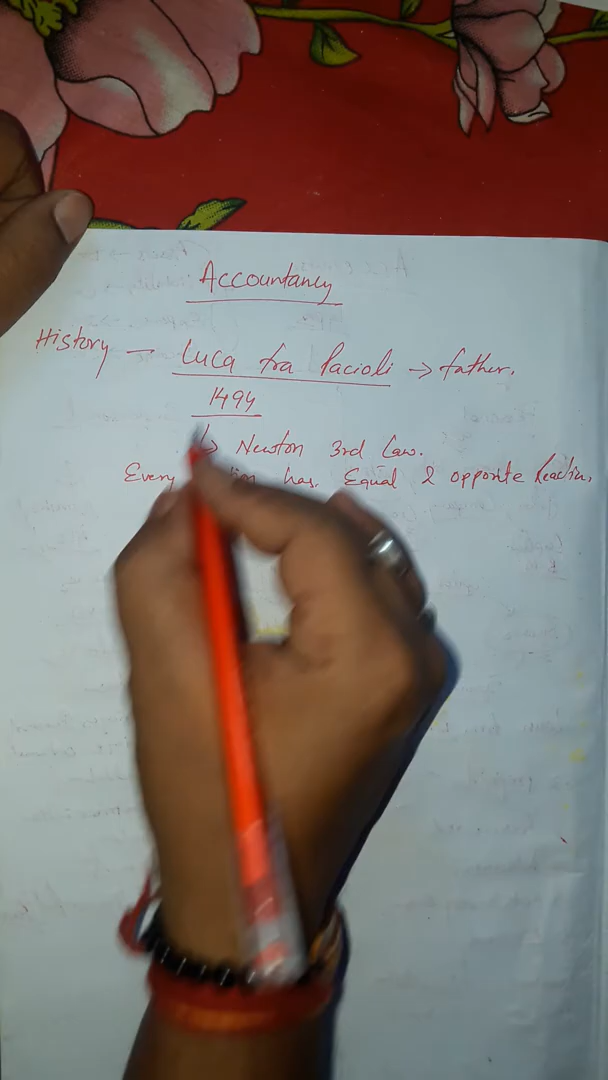 Accountancy
History - Luca fra Pacioli → father.
1494
↳ Newton 3rd Law.
Every has. Equal & opposite Reaction,